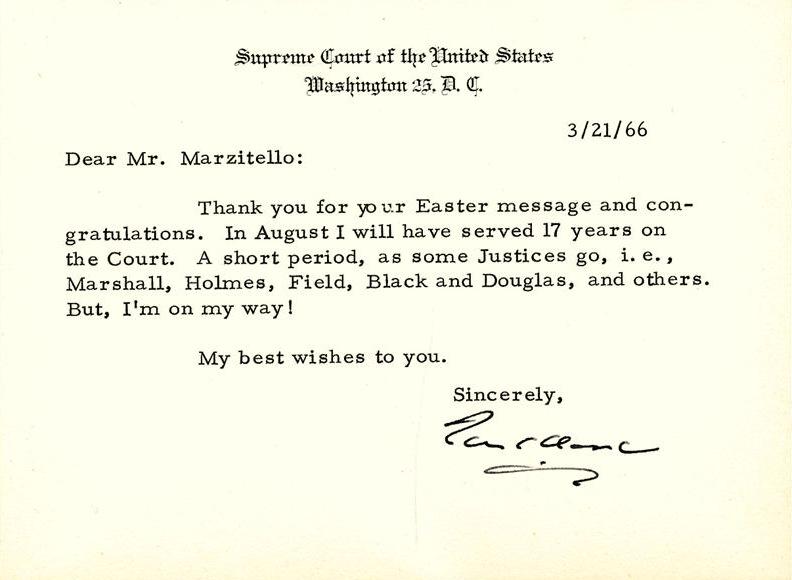 Supreme Court of the United States
Washington 25, D. C.
3/21/66
Dear Mr. Marzitello:
Thank you for your Easter message and con-
gratulations. In August I will have served 17 years on
the Court. A short period, as some Justices go, i. e.,
Marshall, Holmes, Field, Black and Douglas, and others.
But, I'm on my way!
My best wishes to you.
Sincerely,